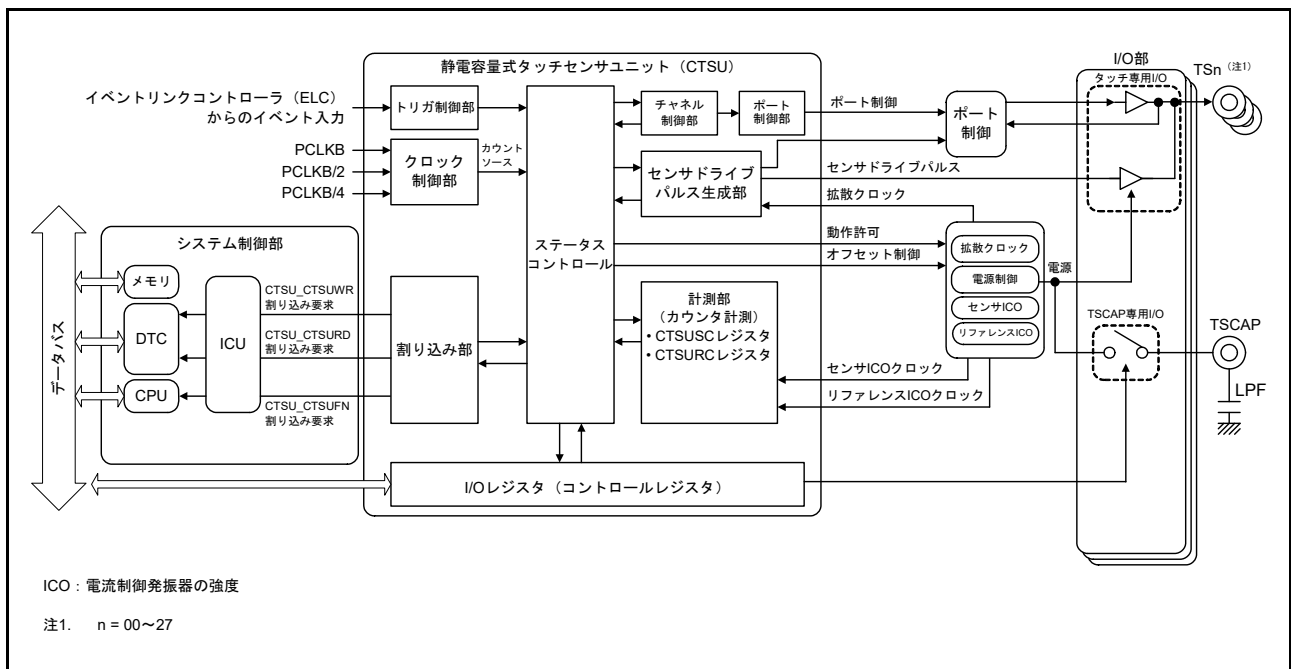 静電容量式タッチセンサユニット（CTSU）
I/O部
タッチ専用I/O
TSn（注1）
イベントリンクコントローラ（ELC）
からのイベント入力
トリガ制御部
チャネル
制御部
ポート
制御部
ポート制御
ポート
制御
PCLKB
PCLKB/2
PCLKB/4
クロック
制御部
カウント
ソース
センサドライブ
パルス生成部
センサドライブパルス
拡散クロック
ステータス
コントロール
動作許可
オフセット制御
拡散クロック
電源制御
センサICO
リファレンスICO
電源
システム制御部
メモリ
DTC
CPU
ICU
データバス
CTSU_CTSUWR
割り込み要求
CTSU_CTSURD
割り込み要求
CTSU_CTSUFN
割り込み要求
割り込み部
計測部
（カウンタ計測）
・CTSUSCレジスタ
・CTSURCレジスタ
センサICOクロック
リファレンスICOクロック
TSCAP専用I/O
TSCAP
LPF
I/Oレジスタ（コントロールレジスタ）
ICO：電流制御発振器の強度
注1. n = 00～27